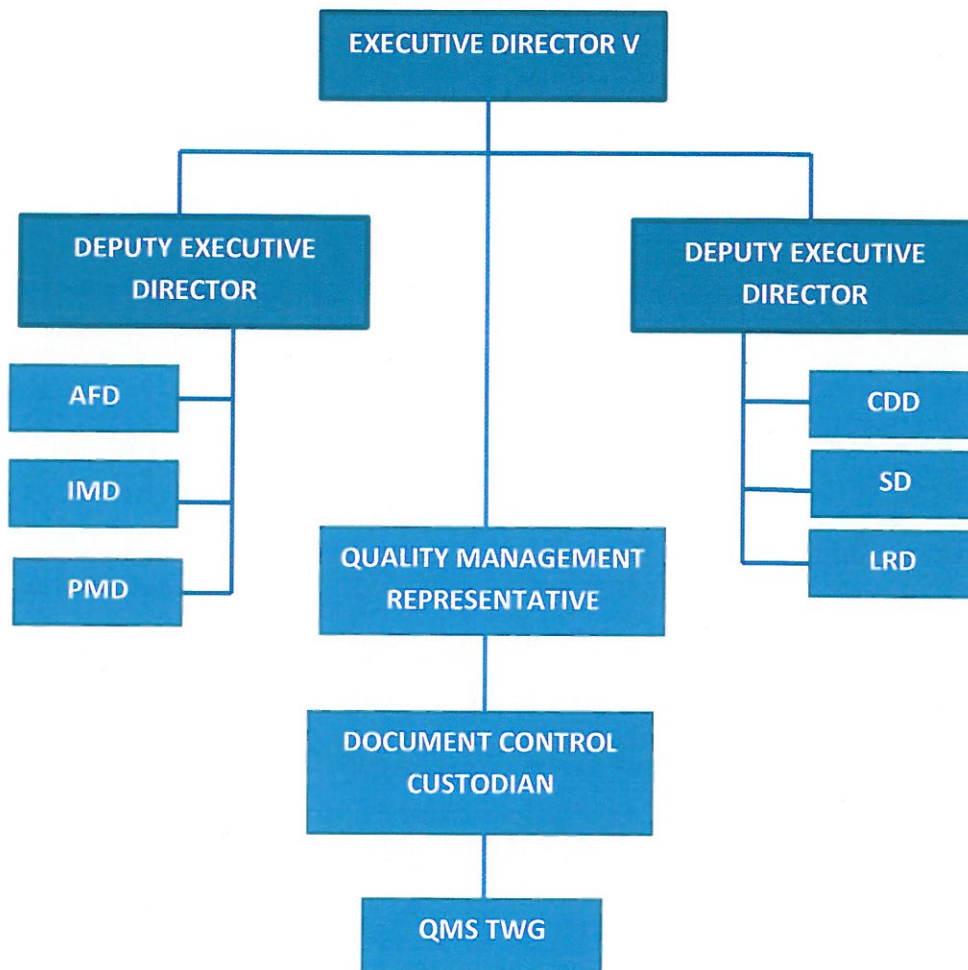 EXECUTIVE DIRECTOR V
DEPUTY EXECUTIVE
DIRECTOR
DEPUTY EXECUTIVE
DIRECTOR
AFD
IMD
PMD
CDD
SD
LRD
QUALITY MANAGEMENT
REPRESENTATIVE
DOCUMENT CONTROL
CUSTODIAN
QMS TWG